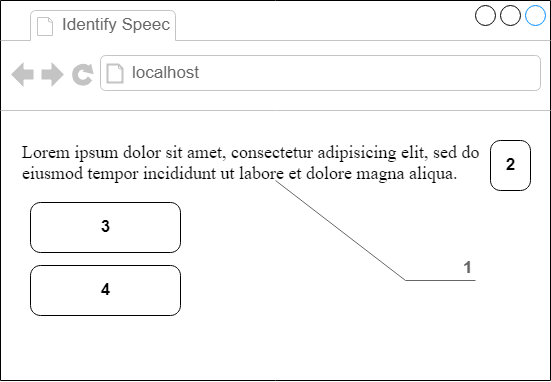 Identify Speec
localhost
Lorem ipsum dolor sit amet, consectetur adipisicing elit, sed do
eiusmod tempor incididunt ut labore et dolore magna aliqua.
2
3
1
4